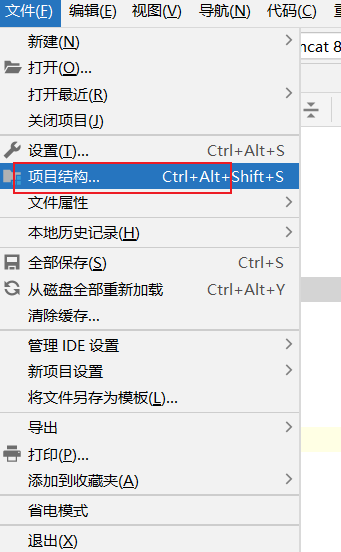 文件(F) 编辑(E) 视图(V) 导航(N) 代码(C)
新建(N)
ncat 8
打开(O)...
打开最近(R)
关闭项目(J)
设置(T)... Ctrl+Alt+S
项目结构... Ctrl+Alt+Shift+S
文件属性
本地历史记录(H)
全部保存(S) Ctrl+S
从磁盘全部重新加载 Ctrl+Alt+Y
清除缓存...
管理 IDE 设置
新项目设置
将文件另存为模板(L)...
导出
打印(P)...
添加到收藏夹(A)
省电模式
退出(X)